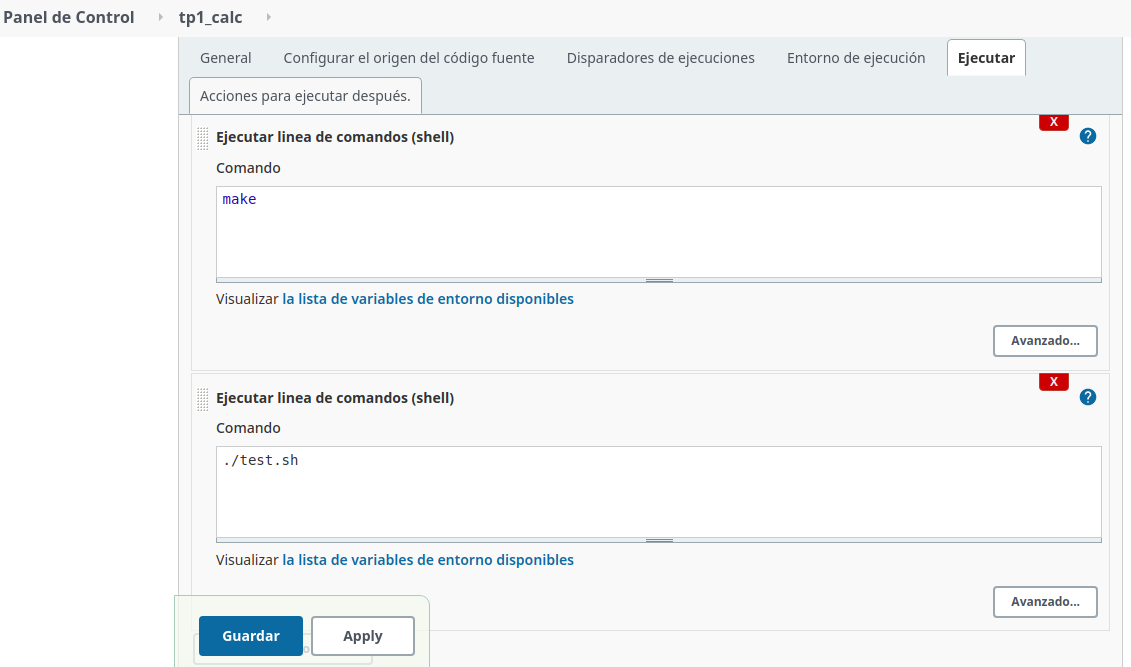 Panel de Control tp1_calc
General Configurar el origen del código fuente Disparadores de ejecuciones Entorno de ejecución Ejecutar
Acciones para ejecutar después.
X
Ejecutar linea de comandos (shell) ?
Comando
make
Visualizar la lista de variables de entorno disponibles
Avanzado...
X
Ejecutar linea de comandos (shell) ?
Comando
./test.sh
Visualizar la lista de variables de entorno disponibles
Avanzado...
Guardar Apply